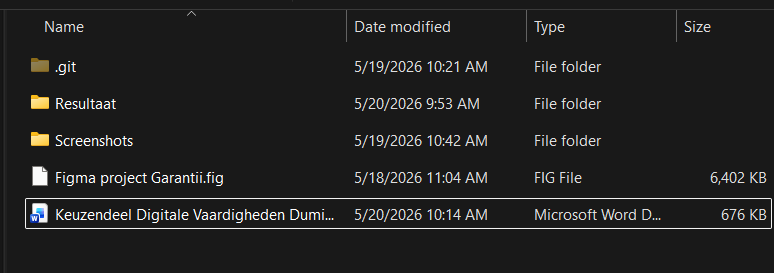 Name Date modified Type Size
.git 5/19/2026 10:21 AM File folder
Resultaat 5/20/2026 9:53 AM File folder
Screenshots 5/19/2026 10:42 AM File folder
Figma project Garantii.fig 5/18/2026 11:04 AM FIG File 6,402 KB
Keuzendeel Digitale Vaardigheden Dumi... 5/20/2026 10:14 AM Microsoft Word D... 676 KB